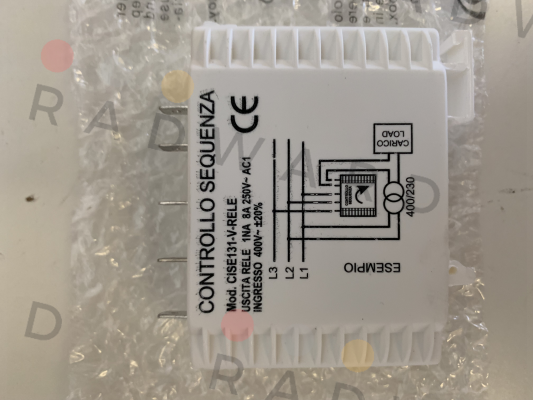 CONTROLLO SEQUENZA
Mod. CISE131-V-RELE
USCITA RELE 1NA 8A 250V~ AC1
INGRESSO 400V~ ±20%
CE
L3
L2
L1
CARICO
LOAD
400/230
ESEMPIO
RADWARD